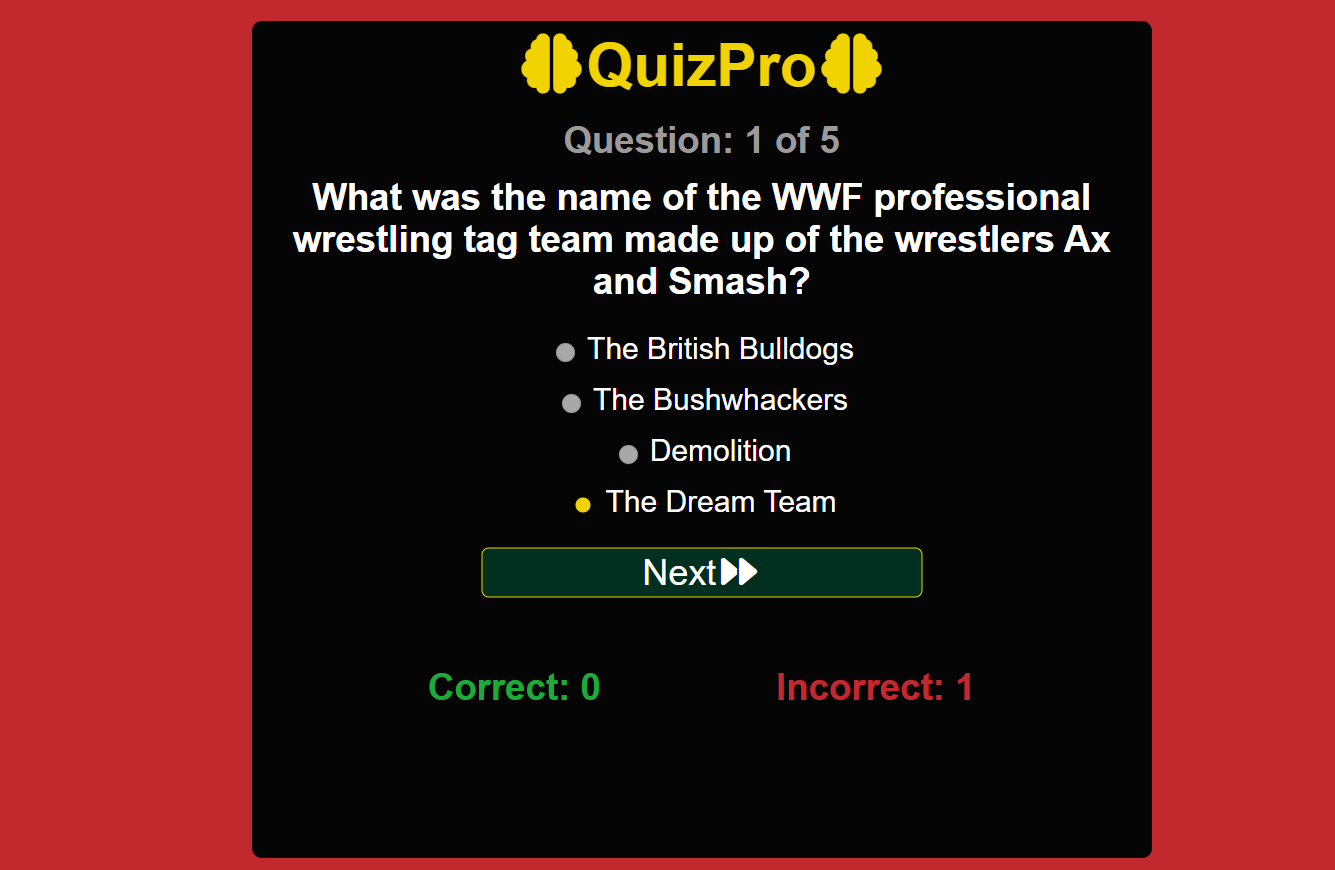 QuizPro
Question: 1 of 5
What was the name of the WWF professional
wrestling tag team made up of the wrestlers Ax
and Smash?
The British Bulldogs
The Bushwhackers
Demolition
The Dream Team
Next
Correct: 0
Incorrect: 1